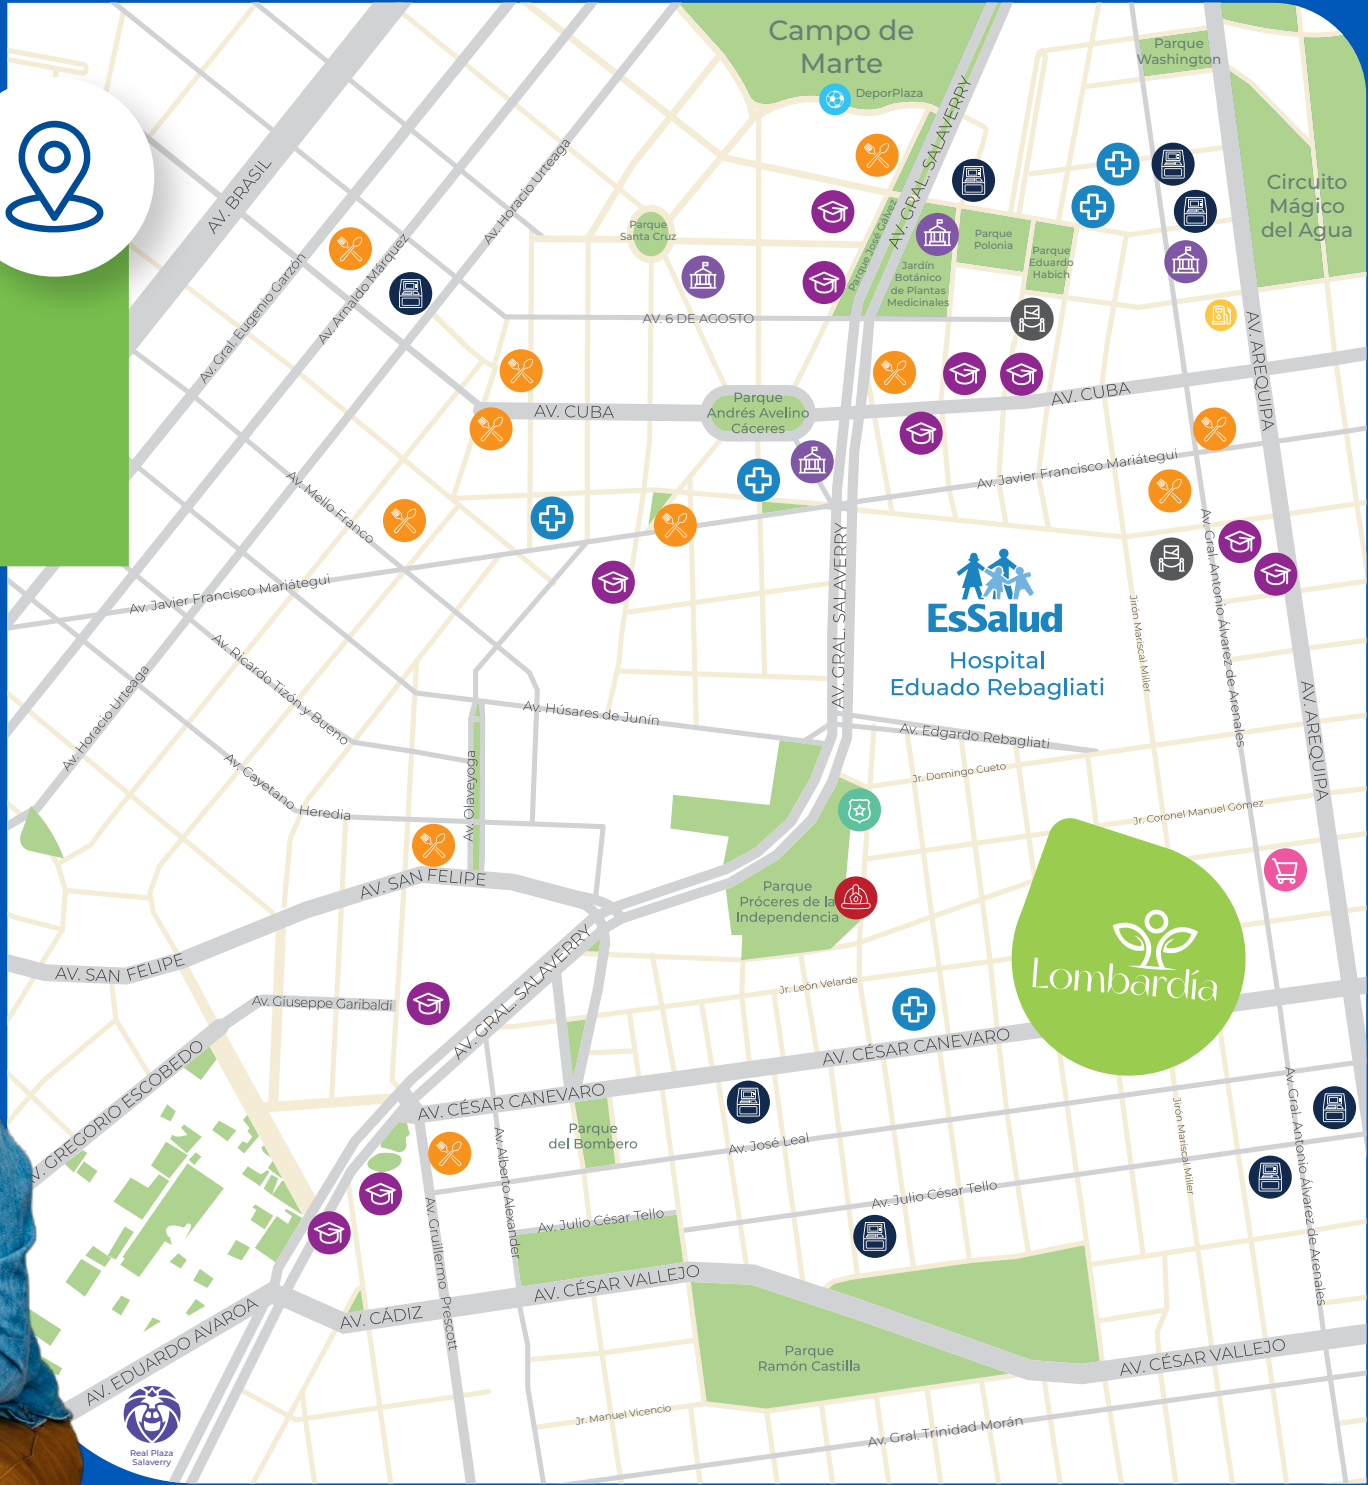 Campo de
Marte
DeporPlaza
Parque
Washington
AV. BRASIL
Av. Horacio Urteaga
AV. GRAL. SALAVERRY
Circuito
Mágico
del Agua
Parque
Santa Cruz
Parque José Gálvez
Parque
Polonia
Parque
Eduardo
Habich
Jardín
Botánico
de Plantas
Medicinales
Av. Gral. Eugenio Garzón
Av. Arnaldo Márquez
AV. 6 DE AGOSTO
AV. AREQUIPA
AV. CUBA
Parque
Andrés Avelino
Cáceres
AV. CUBA
Av. Javier Francisco Mariátegui
Av. Mello Franco
Av. Javier Francisco Mariátegui
AV. GRAL. SALAVERRY
EsSalud
Hospital
Eduado Rebagliati
Jirón Mariscal Miller
Av. Gral. Antonio Álvarez de Arenales
Av. Horacio Urteaga
Av. Ricardo Tizón y Bueno
Av. Húsares de Junín
Av. Edgardo Rebagliati
AV. AREQUIPA
Av. Cayetano Heredia
Av. Olaveyoga
Jr. Domingo Cueto
Jr. Coronel Manuel Gómez
AV. SAN FELIPE
Parque
Próceres de la
Independencia
Lombardía
AV. SAN FELIPE
AV. GRAL. SALAVERRY
Jr. León Velarde
Av. Giuseppe Garibaldi
AV. CÉSAR CANEVARO
V. GREGORIO ESCOBEDO
AV. CÉSAR CANEVARO
Parque
del Bombero
Av. José Leal
Av. Alberto Alexander
Jirón Mariscal Miller
Av. Gral. Antonio Álvarez de Arenales
Av. Julio César Tello
Av. Julio César Tello
Av. Gruillermo Prescott
AV. CÉSAR VALLEJO
AV. CÁDIZ
AV. EDUARDO AVAROA
Parque
Ramón Castilla
AV. CÉSAR VALLEJO
Jr. Manuel Vicencio
Av. Gral. Trinidad Morán
Real Plaza
Salaverry